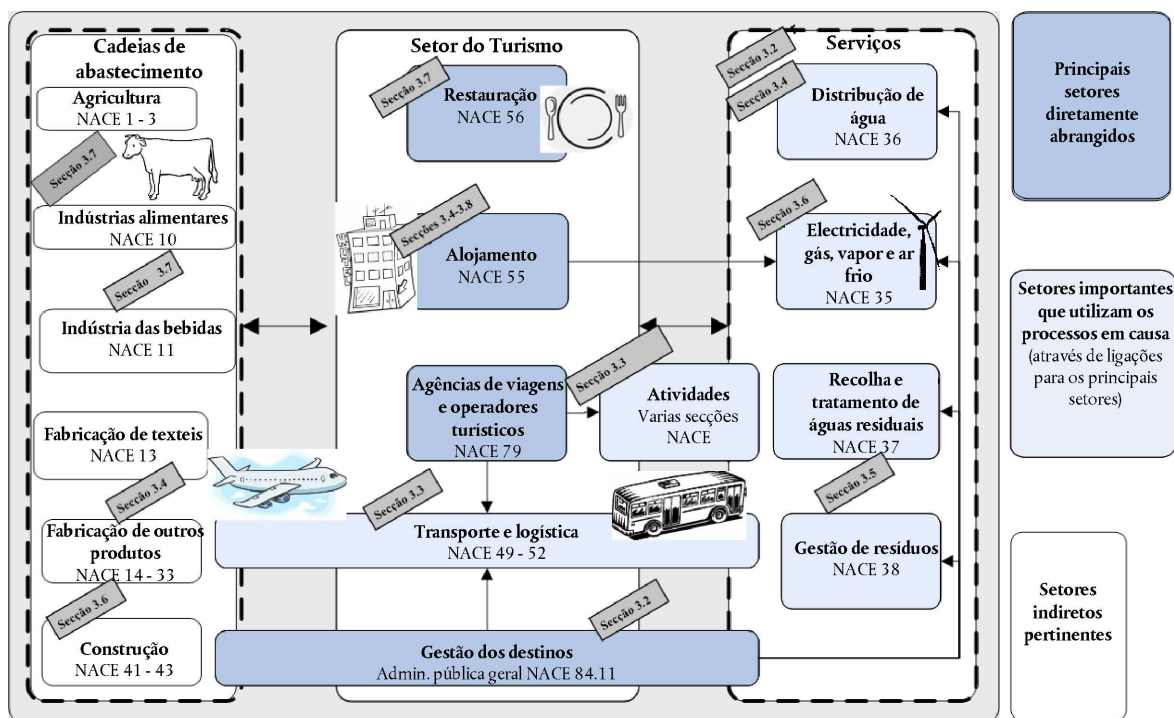 Cadeias de
abastecimento
Agricultura
NACE 1 - 3
Secção 3.7
Indústrias alimentares
NACE 10
Secção 3.7
Indústria das bebidas
NACE 11
Fabricação de texteis
NACE 13
Secção 3.4
Fabricação de outros
produtos
NACE 14 - 33
Secção 3.6
Construção
NACE 41 - 43
Setor do Turismo
Secção 3.7
Restauração
NACE 56
Secções 3.4-3.8
Alojamento
NACE 55
Secção 3.3
Agências de viagens
e operadores
turísticos
NACE 79
Atividades
Varias secções
NACE
Secção 3.3
Transporte e logística
NACE 49 - 52
Secção 3.2
Gestão dos destinos
Admin. pública geral NACE 84.11
Serviços
Secção 3.2
Secção 3.4
Distribução de
água
NACE 36
Secção 3.6
Electricidade,
gás, vapor e ar
frio
NACE 35
Recolha e
tratamento de
águas residuais
NACE 37
Secção 3.5
Gestão de resíduos
NACE 38
Principais
setores
diretamente
abrangidos
Setores importantes
que utilizam os
processos em causa
(através de ligações
para os principais
setores)
Setores
indiretos
pertinentes